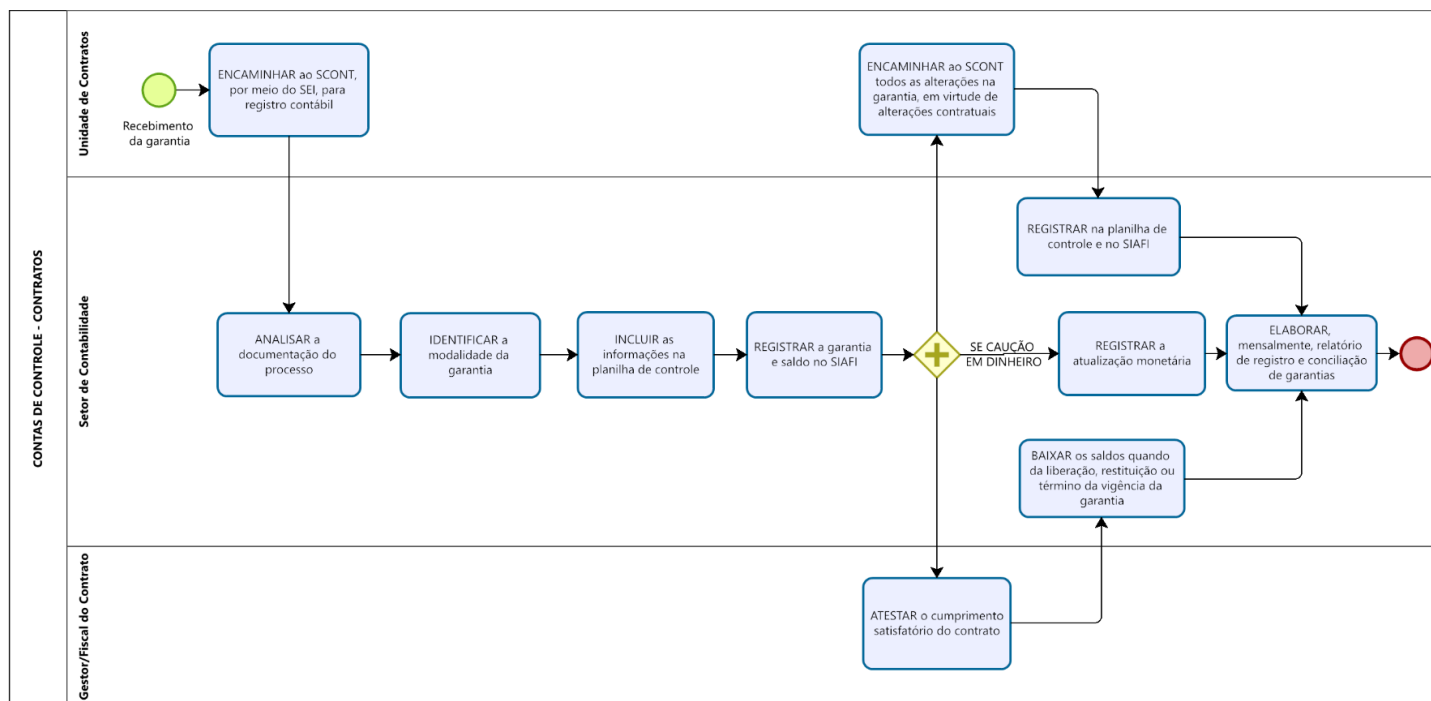 CONTAS DE CONTROLE - CONTRATOS
Unidade de Contratos
Recebimento
da garantia
ENCAMINHAR ao SCONT,
por meio do SEI, para
registro contábil
ENCAMINHAR ao SCONT
todos as alterações na
garantia, em virtude de
alterações contratuais
Setor de Contabilidade
ANALISAR a
documentação do
processo
IDENTIFICAR a
modalidade da
garantia
INCLUIR as
informações na
planilha de controle
REGISTRAR a garantia
e saldo no SIAFI
SE CAUÇÃO
EM DINHEIRO
REGISTRAR na planilha de
controle e no SIAFI
REGISTRAR a
atualização monetária
BAIXAR os saldos quando
da liberação, restituição ou
término da vigência da
garantia
ELABORAR,
mensalmente, relatório
de registro e conciliação
de garantias
Gestor/Fiscal do Contrato
ATESTAR o cumprimento
satisfatório do contrato